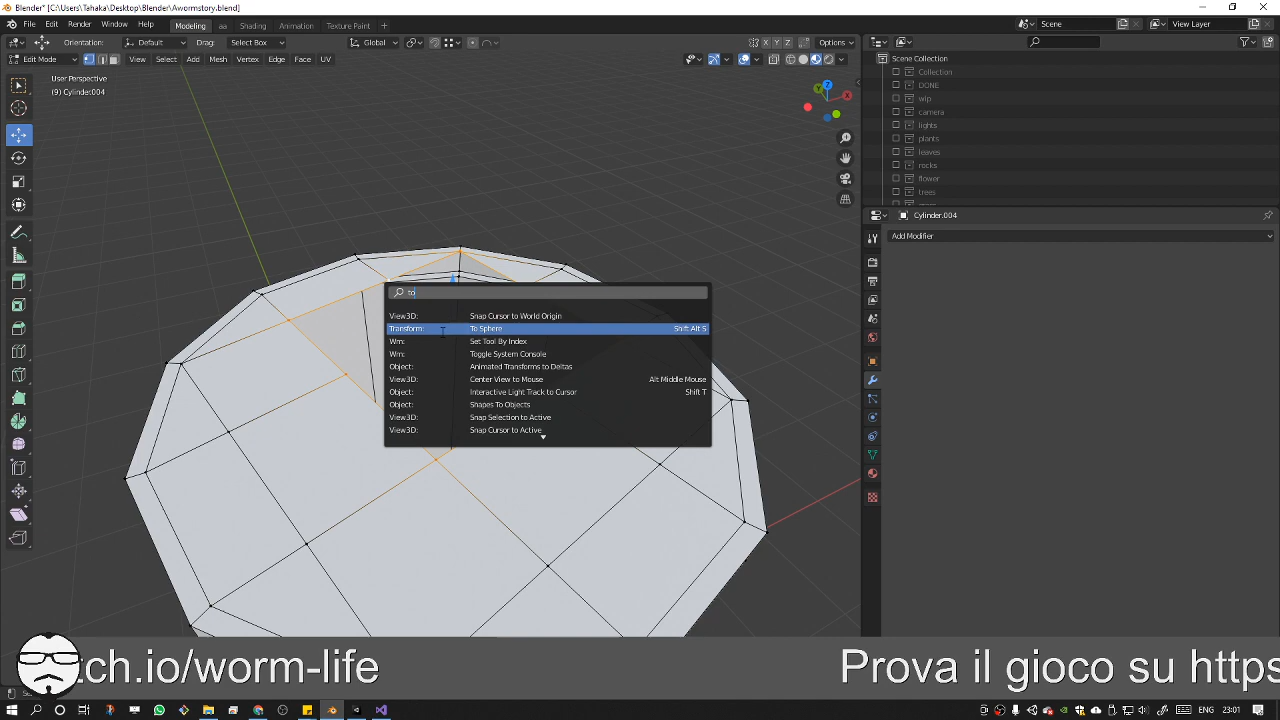 Blender* [C:\Users\Tahaka\Desktop\Blender\Awormstory.blend]
File Edit Render Window Help Modeling aa Shading Animation Texture Paint Scene View Layer
Orientation: Default Drag: Select Box Global Options
Edit Mode View Select Add Mesh Vertex Edge Face UV
X Y Z
User Perspective
(9) Cylinder.004
Z
Y
X
Scene Collection
Collection
DONE
wip
camera
lights
plants
leaves
rocks
flower
trees
Cylinder.004
Add Modifier
to
View3D: Snap Cursor to World Origin
Transform: To Sphere Shift Alt S
Wm: Set Tool By Index
Wm: Toggle System Console
Object: Animated Transforms to Deltas
View3D: Center View to Mouse Alt Middle Mouse
Object: Interactive Light Track to Cursor Shift T
Object: Shapes To Objects
View3D: Snap Selection to Active
View3D: Snap Cursor to Active
tch.io/worm-life Prova il gioco su https
ENG 23:01